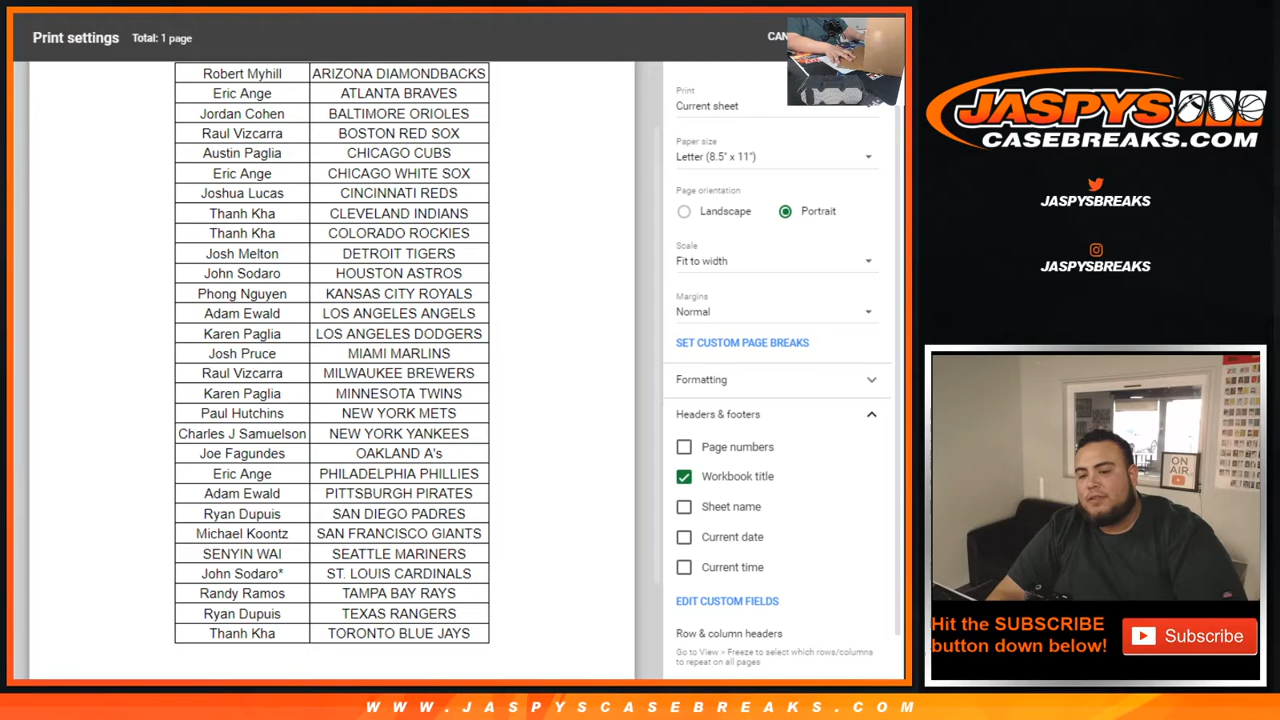 Print settings Total: 1 page
CAN
Robert Myhill ARIZONA DIAMONDBACKS
Eric Ange ATLANTA BRAVES
Jordan Cohen BALTIMORE ORIOLES
Raul Vizcarra BOSTON RED SOX
Austin Paglia CHICAGO CUBS
Eric Ange CHICAGO WHITE SOX
Joshua Lucas CINCINNATI REDS
Thanh Kha CLEVELAND INDIANS
Thanh Kha COLORADO ROCKIES
Josh Melton DETROIT TIGERS
John Sodaro HOUSTON ASTROS
Phong Nguyen KANSAS CITY ROYALS
Adam Ewald LOS ANGELES ANGELS
Karen Paglia LOS ANGELES DODGERS
Josh Pruce MIAMI MARLINS
Raul Vizcarra MILWAUKEE BREWERS
Karen Paglia MINNESOTA TWINS
Paul Hutchins NEW YORK METS
Charles J Samuelson NEW YORK YANKEES
Joe Fagundes OAKLAND A's
Eric Ange PHILADELPHIA PHILLIES
Adam Ewald PITTSBURGH PIRATES
Ryan Dupuis SAN DIEGO PADRES
Michael Koontz SAN FRANCISCO GIANTS
SENYIN WAI SEATTLE MARINERS
John Sodaro* ST. LOUIS CARDINALS
Randy Ramos TAMPA BAY RAYS
Ryan Dupuis TEXAS RANGERS
Thanh Kha TORONTO BLUE JAYS
Print
Current sheet
Paper size
Letter (8.5" x 11")
Page orientation
Landscape Portrait
Scale
Fit to width
Margins
Normal
SET CUSTOM PAGE BREAKS
Formatting
Headers & footers
Page numbers
Workbook title
Sheet name
Current date
Current time
EDIT CUSTOM FIELDS
Row & column headers
Go to View > Freeze to select which rows/columns
to repeat on all pages
JASPYS
CASEBREAKS.COM
JASPYSBREAKS
JASPYSBREAKS
ON
AIR
Hit the SUBSCRIBE
button down below!
Subscribe
WWW.JASPYSCASEBREAKS.COM